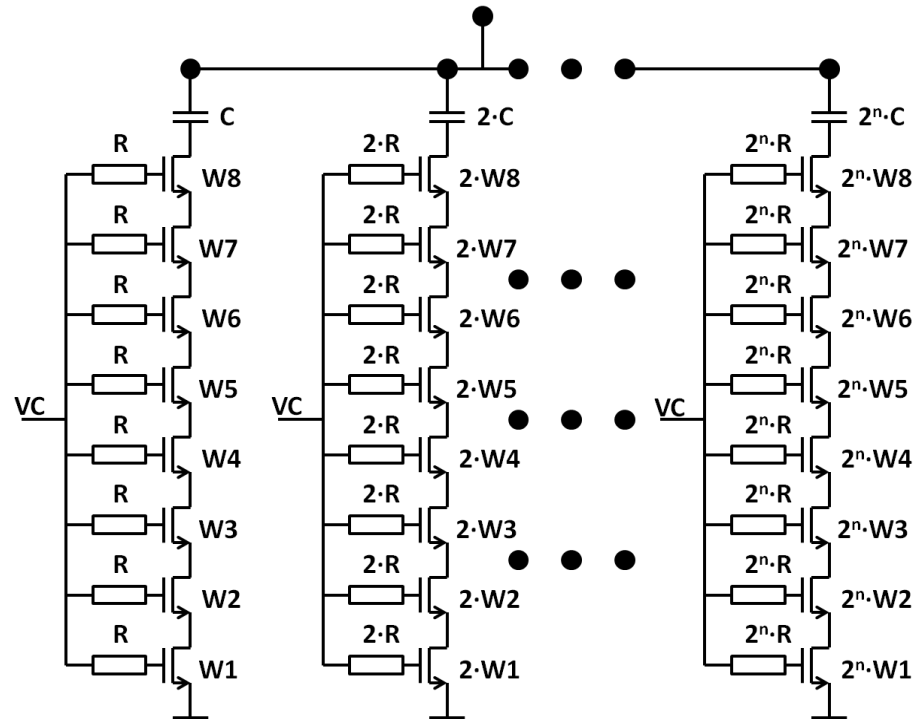 C 2·C 2ⁿ·C
R 2·R 2ⁿ·R
W8 2·W8 2ⁿ·W8
R 2·R 2ⁿ·R
W7 2·W7 2ⁿ·W7
R 2·R 2ⁿ·R
W6 2·W6 2ⁿ·W6
R 2·R 2ⁿ·R
W5 2·W5 2ⁿ·W5
VC VC VC
R 2·R 2ⁿ·R
W4 2·W4 2ⁿ·W4
R 2·R 2ⁿ·R
W3 2·W3 2ⁿ·W3
R 2·R 2ⁿ·R
W2 2·W2 2ⁿ·W2
R 2·R 2ⁿ·R
W1 2·W1 2ⁿ·W1